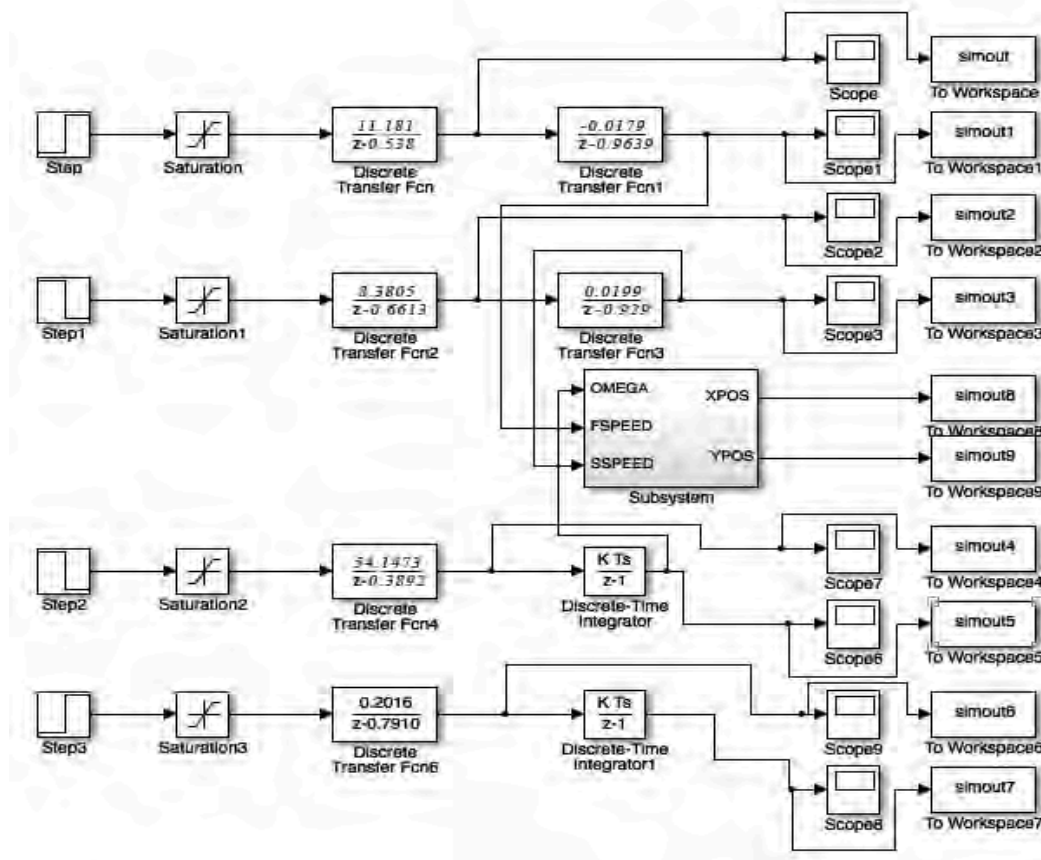 simout
Scope
To Workspace
Step
Saturation
11.181
z-0.538
Discrete
Transfer Fcn
-0.0179
z-0.9639
Discrete
Transfer Fcn1
Scope1
simout1
To Workspace1
simout2
Scope2
To Workspace2
Step1
Saturation1
8.3805
z-0.6613
Discrete
Transfer Fcn2
0.0199
z-0.929
Discrete
Transfer Fcn3
Scope3
simout3
To Workspace3
OMEGA
FSPEED
SSPEED
XPOS
YPOS
Subsystem
simout8
To Workspace8
simout9
To Workspace9
Step2
Saturation2
34.1473
z-0.3892
Discrete
Transfer Fcn4
K Ts
z-1
Discrete-Time
Integrator
Scope7
simout4
To Workspace4
Scope6
simout5
To Workspace5
Step3
Saturation3
0.2016
z-0.7910
Discrete
Transfer Fcn6
K Ts
z-1
Discrete-Time
Integrator1
Scope9
simout6
To Workspace6
Scope8
simout7
To Workspace7